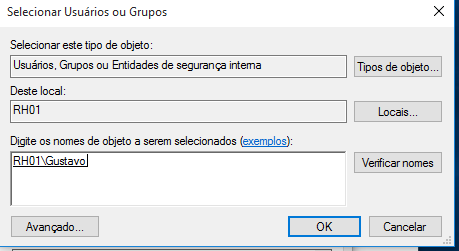 Selecionar Usuários ou Grupos
Selecionar este tipo de objeto:
Usuários, Grupos ou Entidades de segurança interna
Tipos de objeto...
Deste local:
RH01
Locais...
Digite os nomes de objeto a serem selecionados (exemplos):
RH01\Gustavo
Verificar nomes
Avançado...
OK
Cancelar